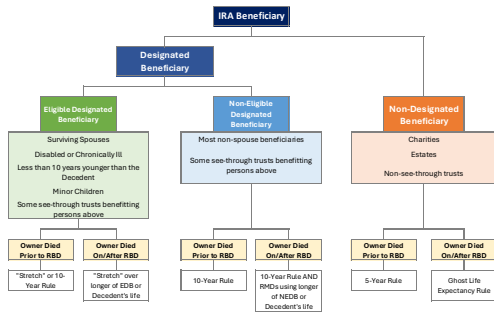 IRA Beneficiary
Designated
Beneficiary
Eligible Designated
Beneficiary
Surviving Spouses
Disabled or Chronically Ill
Less than 10 years younger than the
Decedent
Minor Children
Some see-through trusts benefitting
persons above
Non-Eligible
Designated
Beneficiary
Most non-spouse beneficiaries
Some see-through trusts benefitting
persons above
Non-Designated
Beneficiary
Charities
Estates
Non-see-through trusts
Owner Died
Prior to RBD
"Stretch" or 10-
Year Rule
Owner Died
On/After RBD
"Stretch" over
longer of EDB or
Decedent's life
Owner Died
Prior to RBD
10-Year Rule
Owner Died
On/After RBD
10-Year Rule AND
RMDs using longer
of NEDB or
Decedent's life
Owner Died
Prior to RBD
5-Year Rule
Owner Died
On/After RBD
Ghost Life
Expectancy Rule